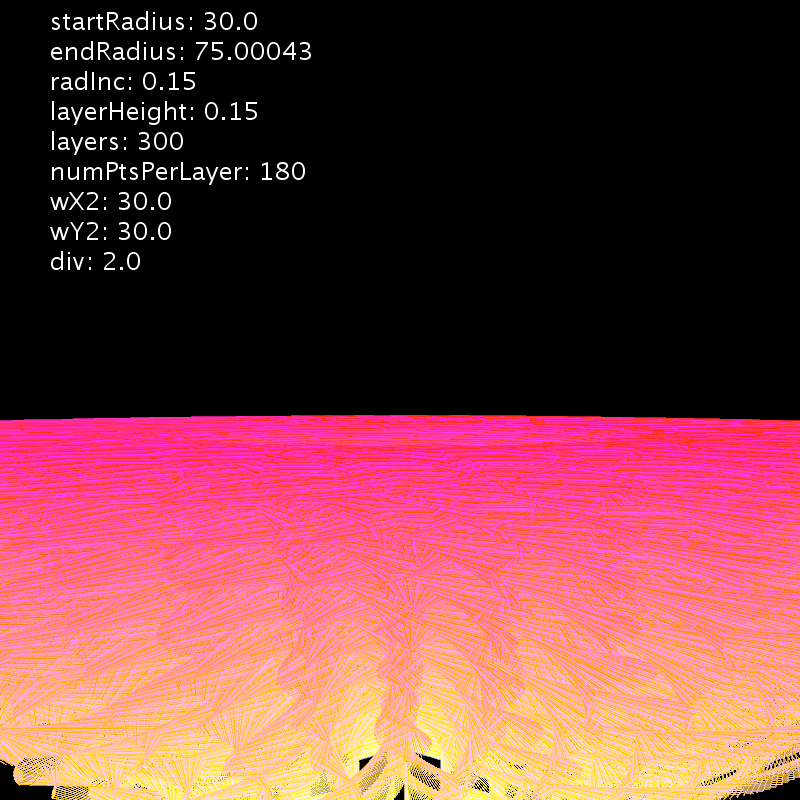 startRadius: 30.0
endRadius: 75.00043
radInc: 0.15
layerHeight: 0.15
layers: 300
numPtsPerLayer: 180
wX2: 30.0
wY2: 30.0
div: 2.0